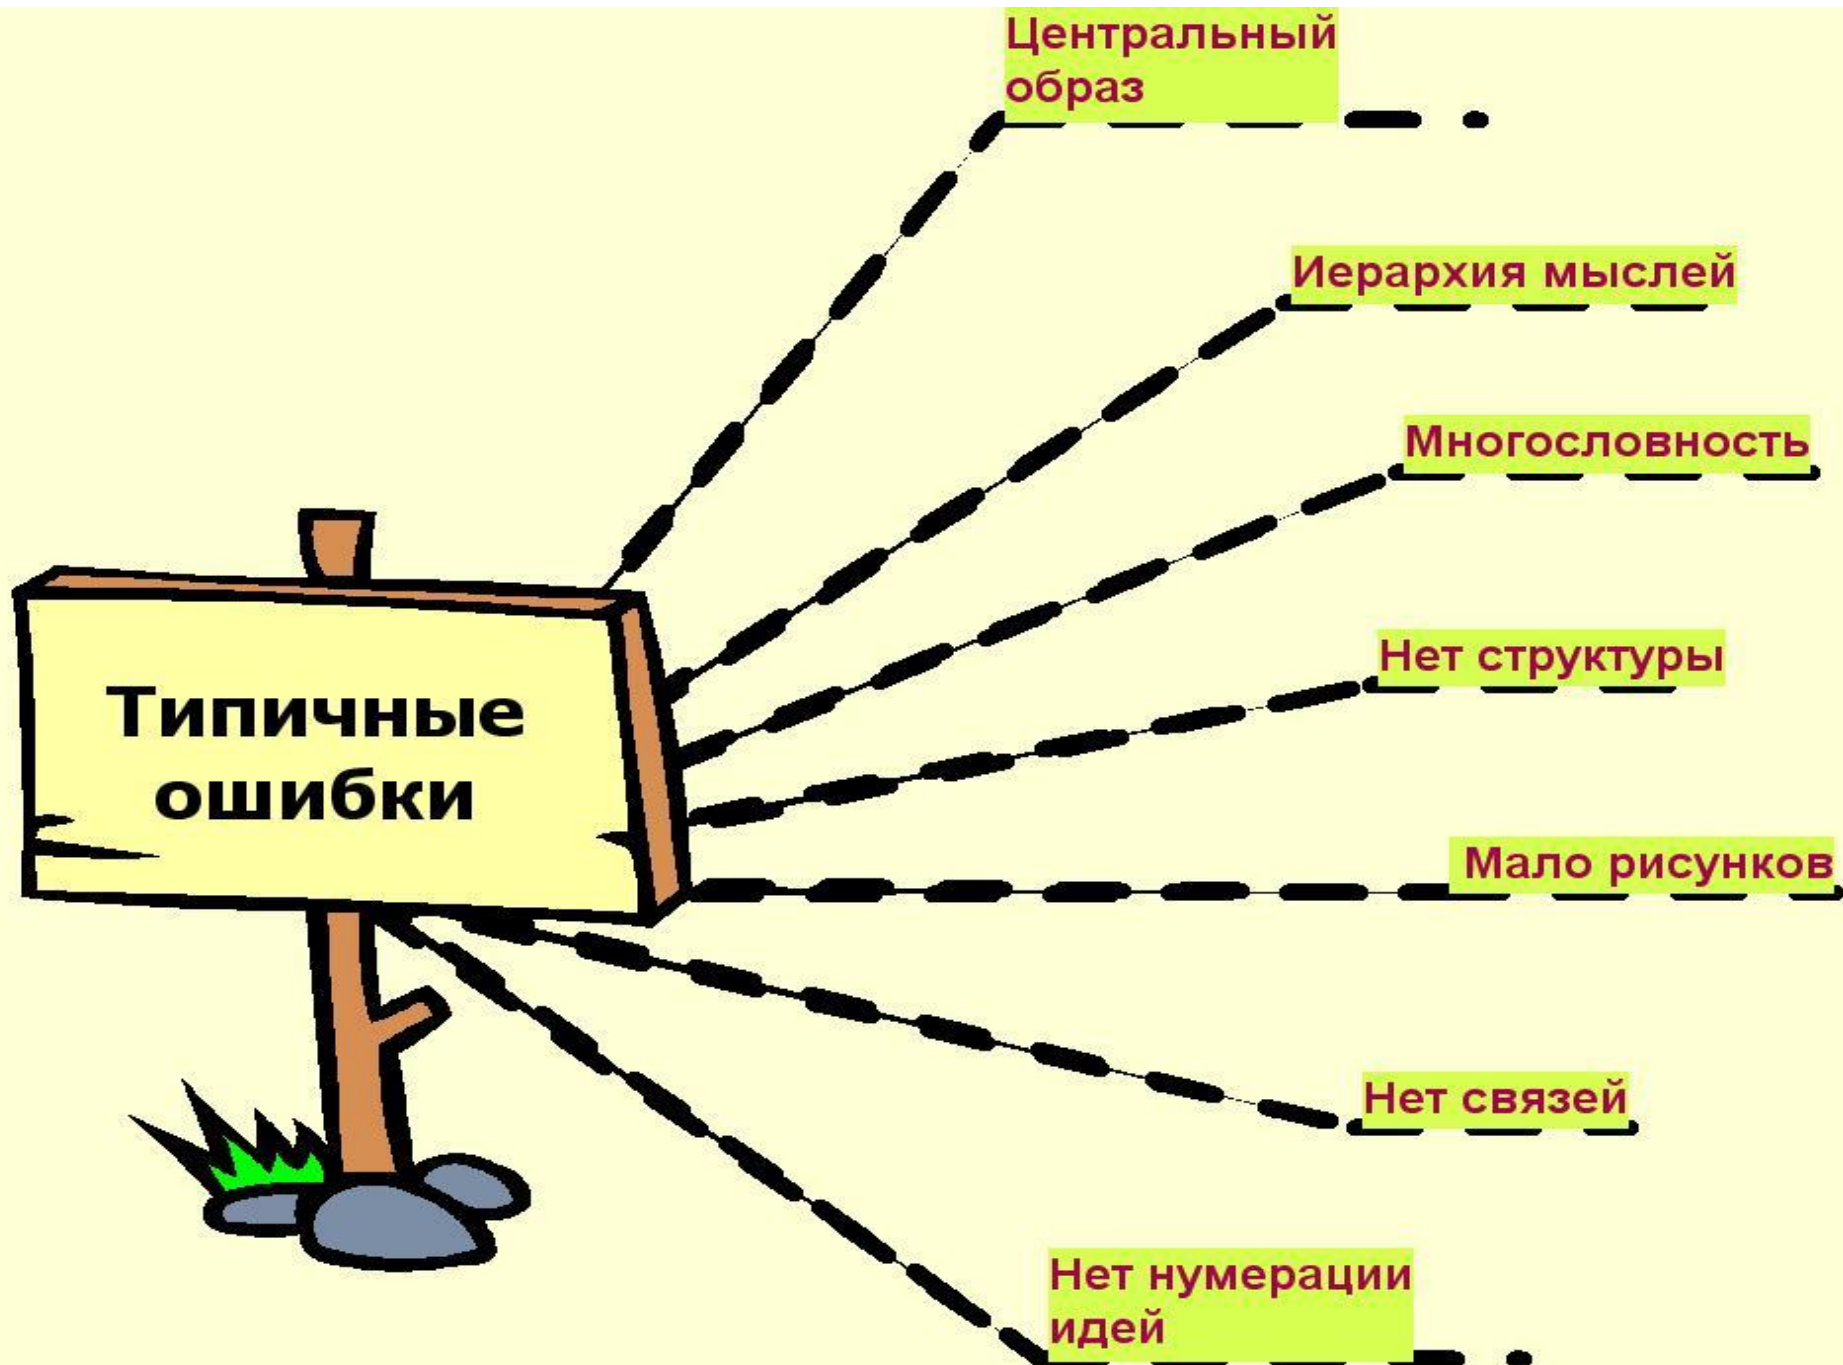 Центральный
образ
Иерархия мыслей
Многословность
Нет структуры
Типичные
ошибки
Мало рисунков
Нет связей
Нет нумерации
идей